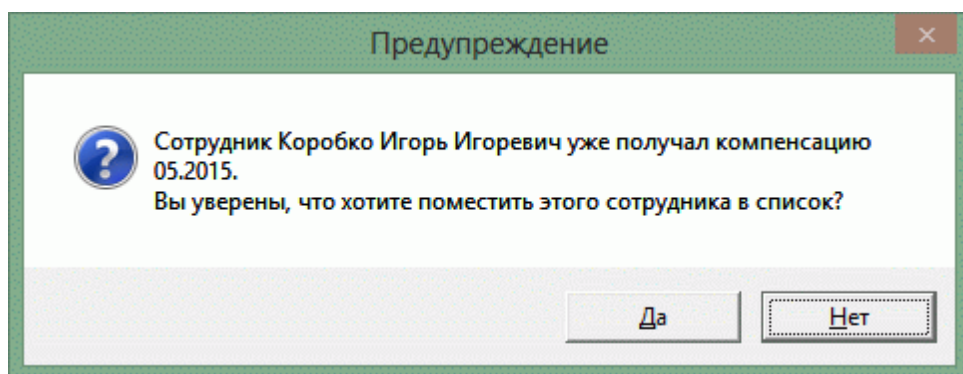 Предупреждение
Сотрудник Коробко Игорь Игоревич уже получал компенсацию
05.2015.
Вы уверены, что хотите поместить этого сотрудника в список?
Да
Нет